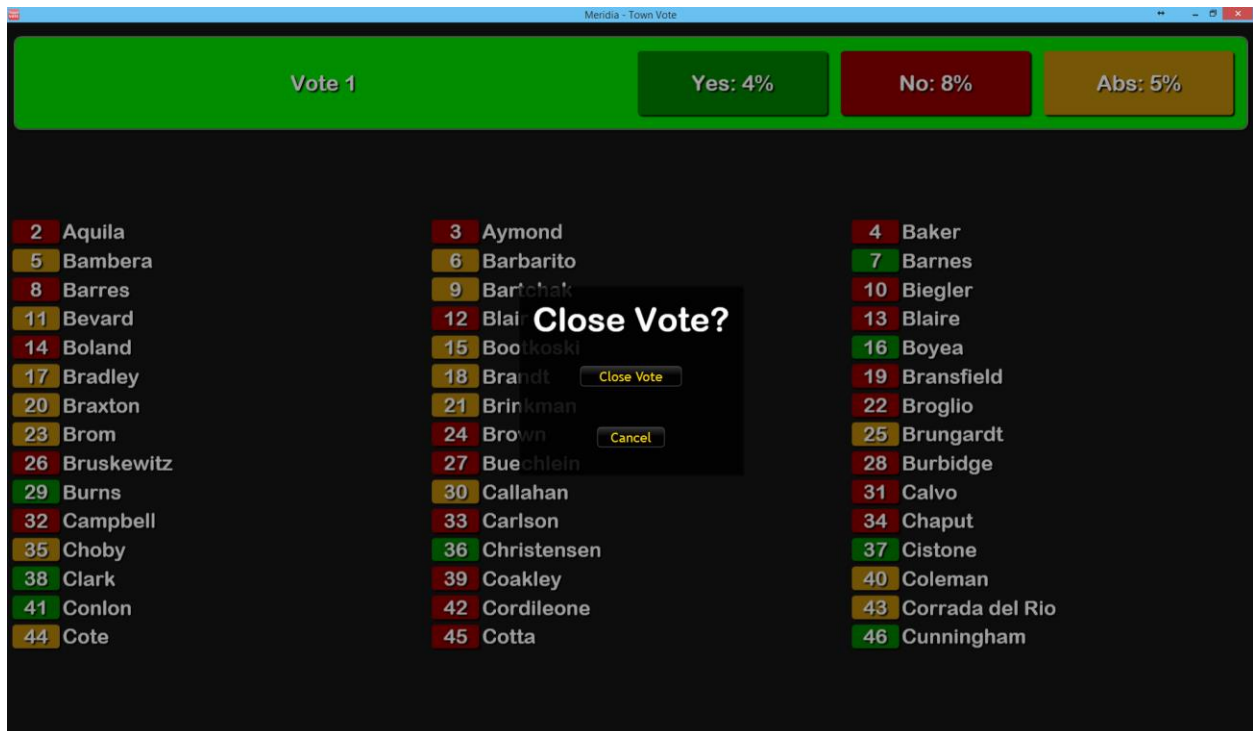 Meridia - Town Vote
Vote 1 Yes: 4% No: 8% Abs: 5%
2 Aquila 3 Aymond 4 Baker
5 Bambera 6 Barbarito 7 Barnes
8 Barres 9 Bartchak 10 Biegler
11 Bevard 12 Blair 13 Blaire
Close Vote?
14 Boland 15 Bootkoski 16 Boyea
17 Bradley 18 Brandt 19 Bransfield
Close Vote
20 Braxton 21 Brinkman 22 Broglio
23 Brom 24 Brown 25 Brungardt
Cancel
26 Bruskewitz 27 Buechlein 28 Burbidge
29 Burns 30 Callahan 31 Calvo
32 Campbell 33 Carlson 34 Chaput
35 Choby 36 Christensen 37 Cistone
38 Clark 39 Coakley 40 Coleman
41 Conlon 42 Cordileone 43 Corrada del Rio
44 Cote 45 Cotta 46 Cunningham